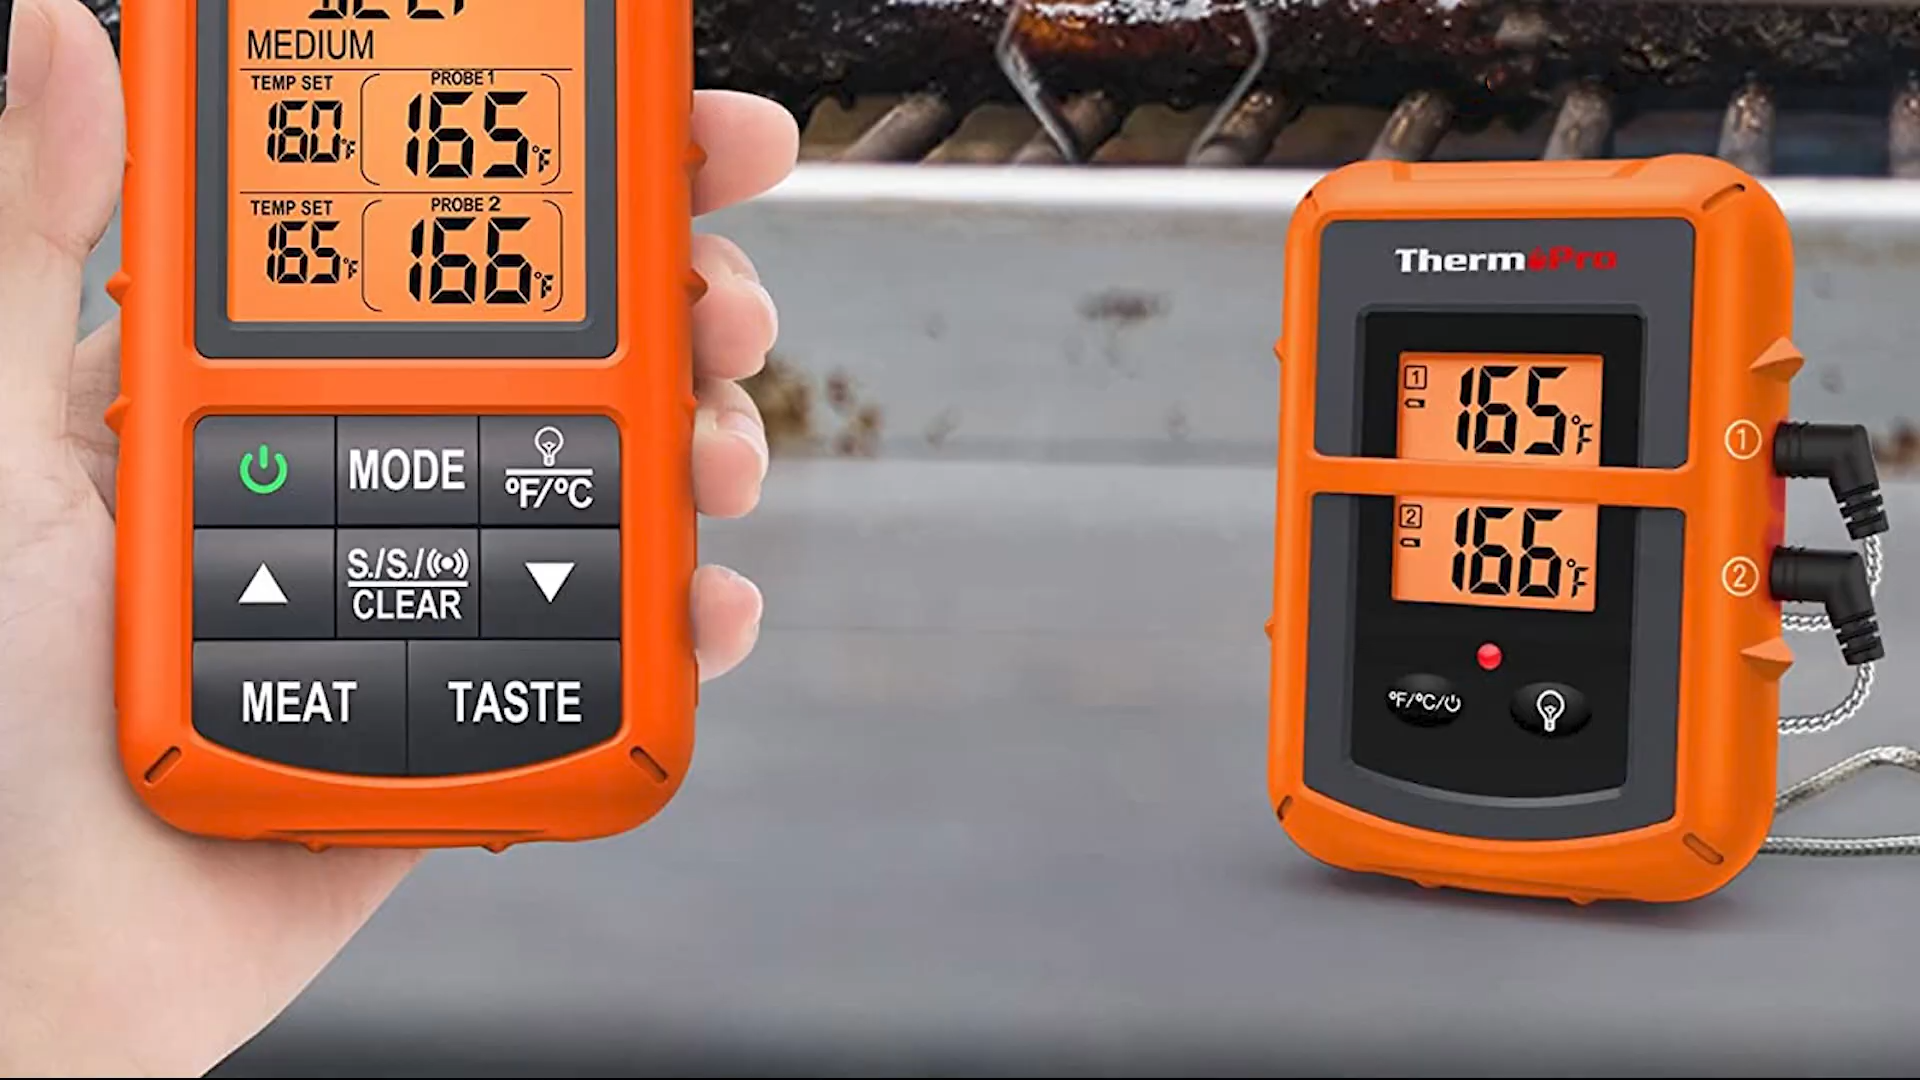 MEDIUM
TEMP SET
PROBE 1
160°F
165°F
TEMP SET
PROBE 2
165°F
166°F
MODE
°F/°C
S./S./
CLEAR
MEAT
TASTE
ThermoPro
1
165°F
2
166°F
1
2
°F/°C/